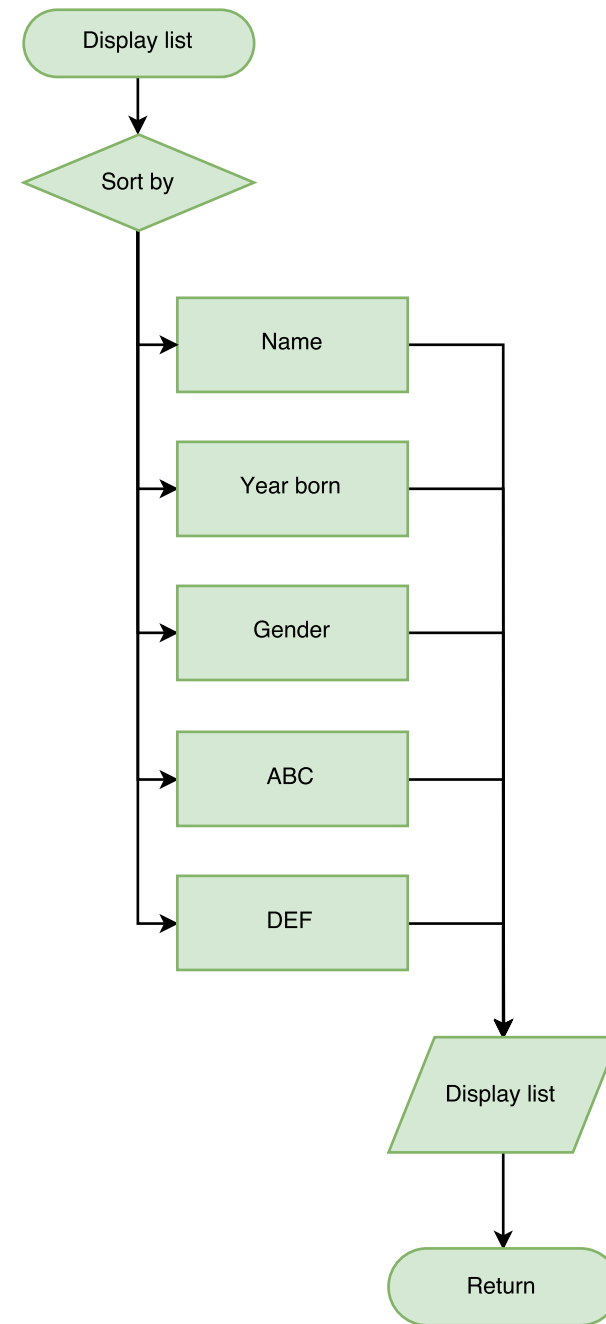 Display list
Sort by
Name
Year born
Gender
ABC
DEF
Display list
Return